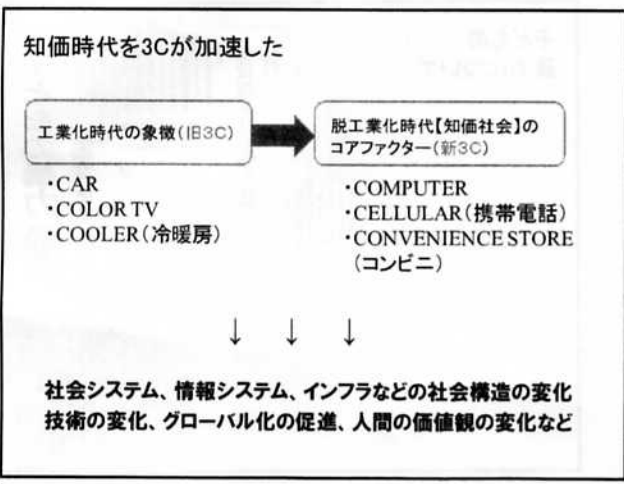 知価時代を3Cが加速した
工業化時代の象徴(旧3C)
・CAR
・COLOR TV
・COOLER(冷暖房)
脱工業化時代【知価社会】の
コアファクター(新3C)
・COMPUTER
・CELLULAR(携帯電話)
・CONVENIENCE STORE
(コンビニ)
↓ ↓ ↓
社会システム、情報システム、インフラなどの社会構造の変化
技術の変化、グローバル化の促進、人間の価値観の変化など